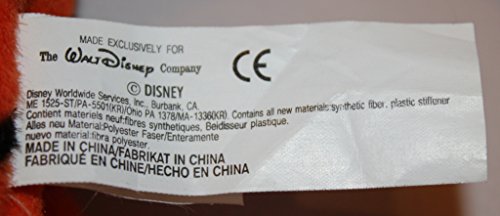 MADE EXCLUSIVELY FOR
The WALT DISNEY Company
CE
© DISNEY
Disney Worldwide Services, Inc., Burbank, CA.
ME 1525-ST/PA-5501(KR)/Ohio PA 1378/MA-13360(KR) Contains all new materials:synthetic fiber, plastic stiffener
Contient materiels neuf:fibres synthetiques, Beidisseur plastique.
Alles neu Material:Polyester Faser/Enteramente
nuevo material:fibra polyester.
MADE IN CHINA/FABRIKAT IN CHINA
FABRIQUÉ EN CHINE/HECHO EN CHINA